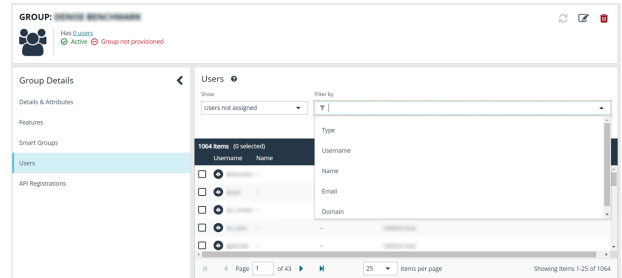 GROUP:
Has 0 users
Active Group not provisioned
Group Details
Details & Attributes
Features
Smart Groups
Users
API Registrations
Users
Show
Filter by
Users not assigned
Type
Username
Name
Email
Domain
1064 items (0 selected)
Username Name
--
Page 1 of 43
25 items per page
Showing items 1-25 of 1064